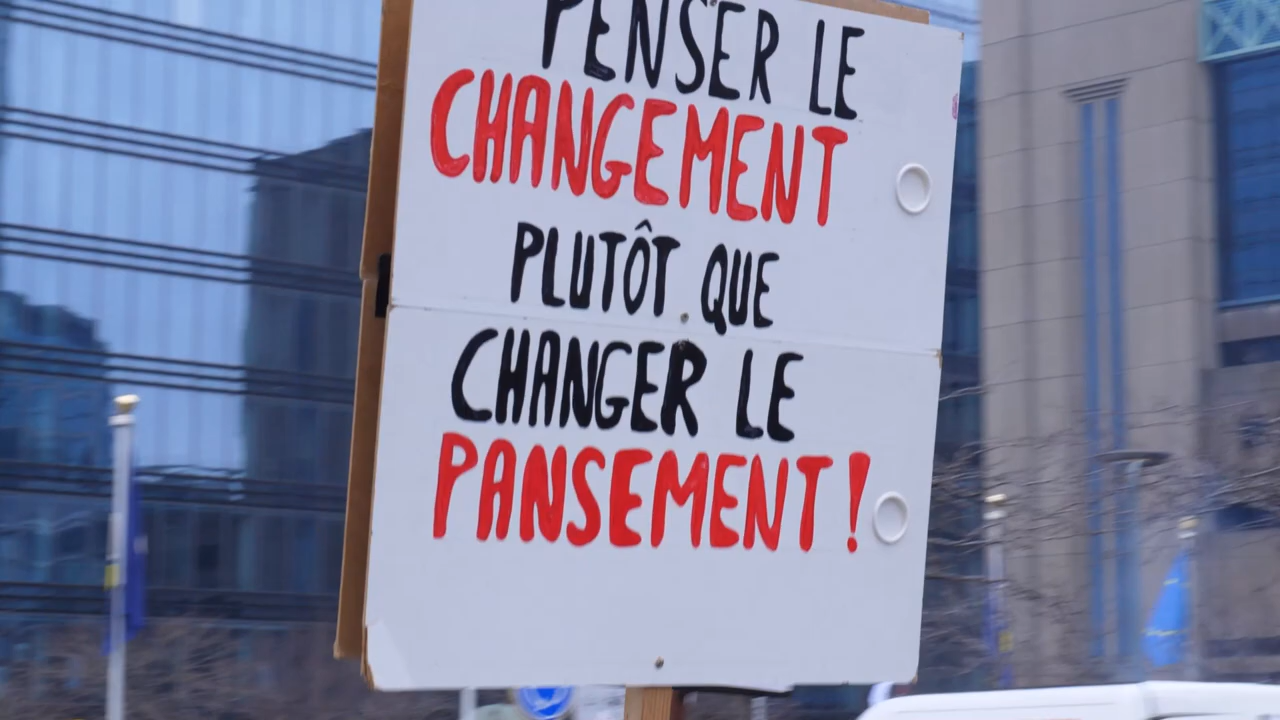 PENSER LE
CHANGEMENT
PLUTÔT QUE
CHANGER LE
PANSEMENT!